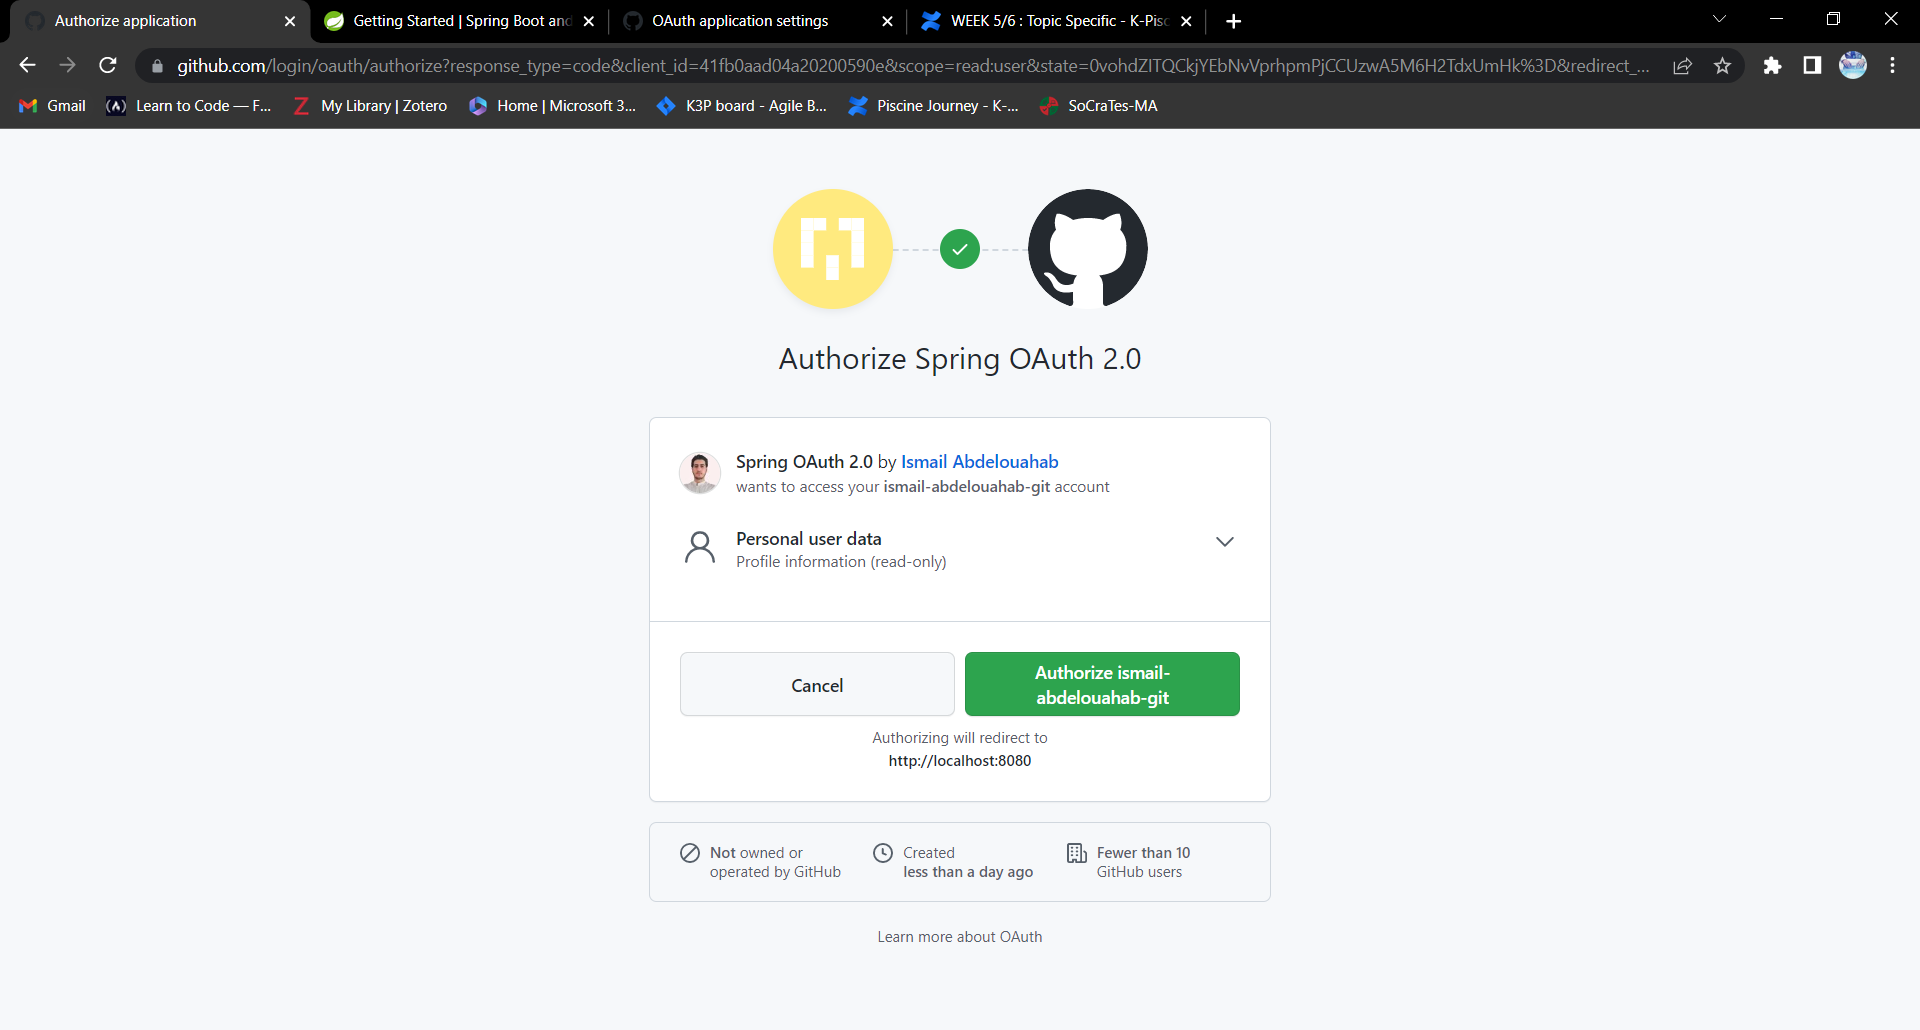 Authorize application
Getting Started | Spring Boot and
OAuth application settings
WEEK 5/6 : Topic Specific - K-Pisc
github.com/login/oauth/authorize?response_type=code&client_id=41fb0aad04a20200590e&scope=read:user&state=0vohdZITQCkjYEbNvVprhpmPjCCUzwA5M6H2TdxUmHk%3D&redirect_...
Gmail
Learn to Code — F...
My Library | Zotero
Home | Microsoft 3...
K3P board - Agile B...
Piscine Journey - K-...
SoCraTes-MA
Authorize Spring OAuth 2.0
Spring OAuth 2.0 by Ismail Abdelouahab
wants to access your ismail-abdelouahab-git account
Personal user data
Profile information (read-only)
Cancel
Authorize ismail-
abdelouahab-git
Authorizing will redirect to
http://localhost:8080
Not owned or
operated by GitHub
Created
less than a day ago
Fewer than 10
GitHub users
Learn more about OAuth